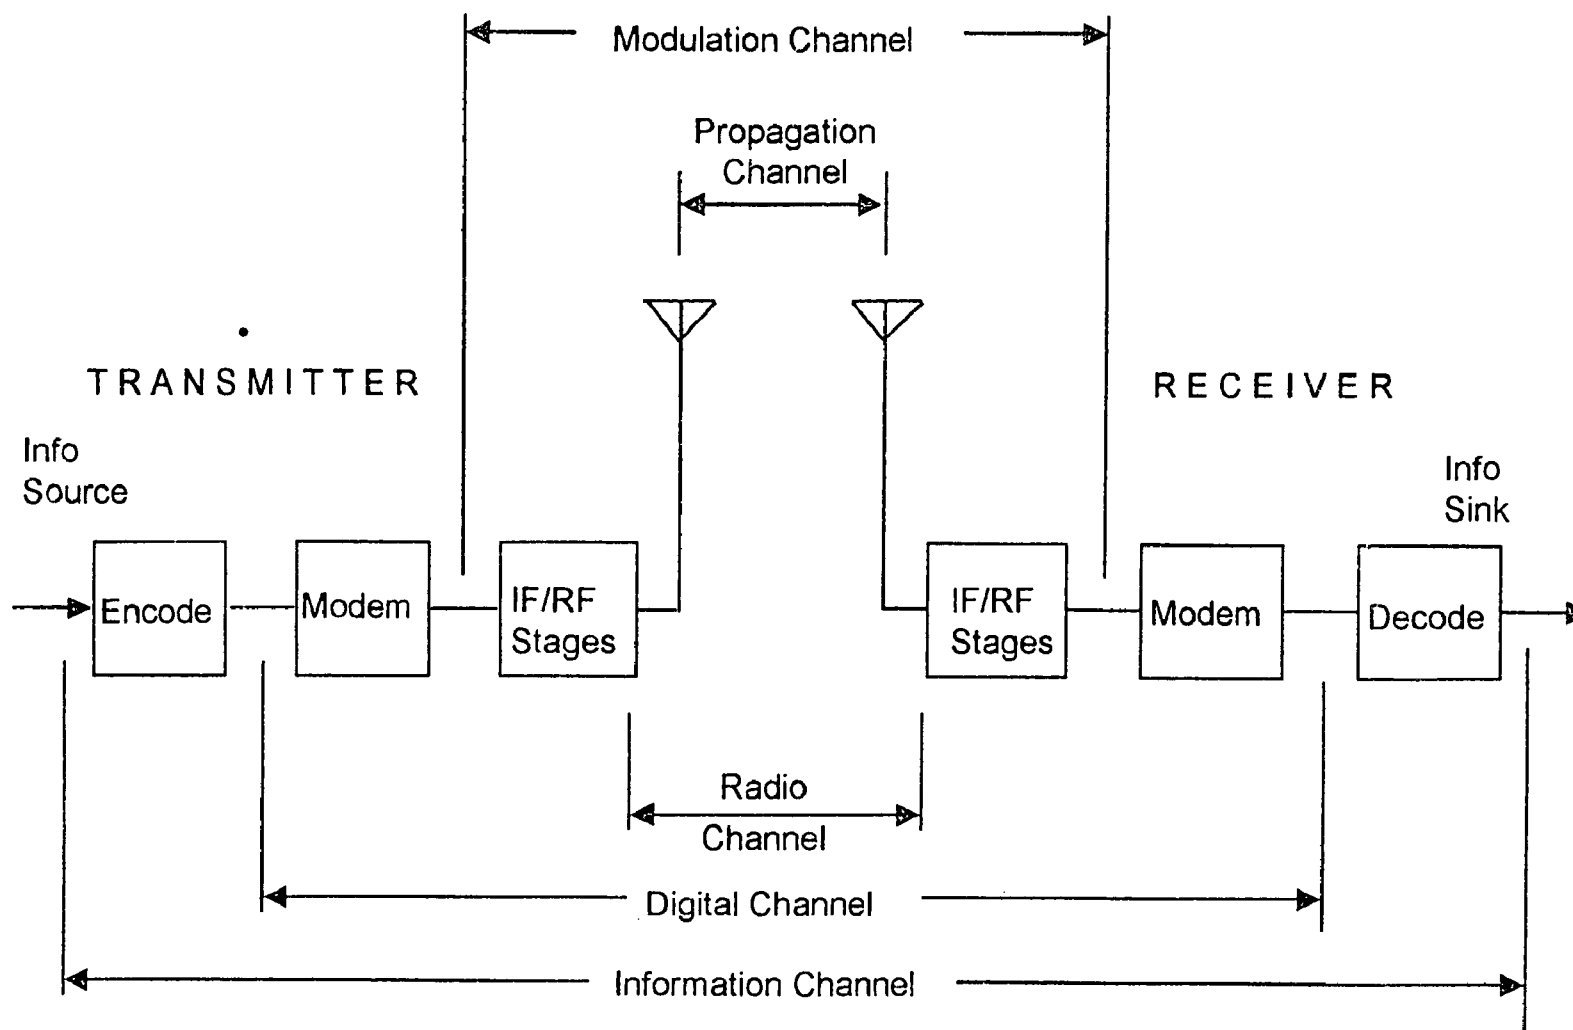 Modulation Channel
Propagation
Channel
TRANSMITTER
RECEIVER
Info
Source
Info
Sink
Encode
Modem
IF/RF
Stages
IF/RF
Stages
Modem
Decode
Radio
Channel
Digital Channel
Information Channel